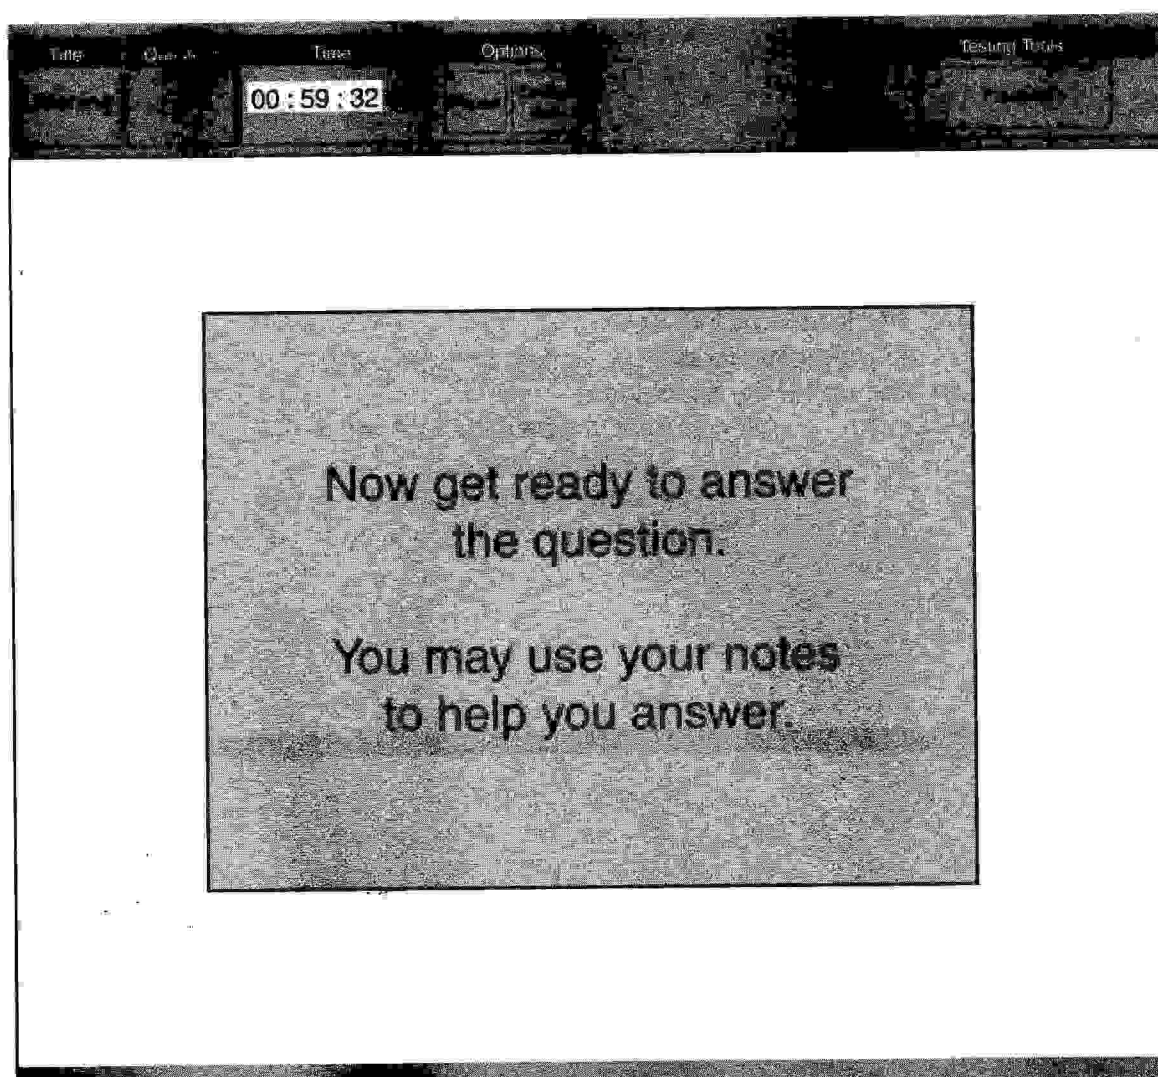 Time
Options
Testing Tools
00 : 59 : 32
Now get ready to answer
the question.
You may use your notes
to help you answer.